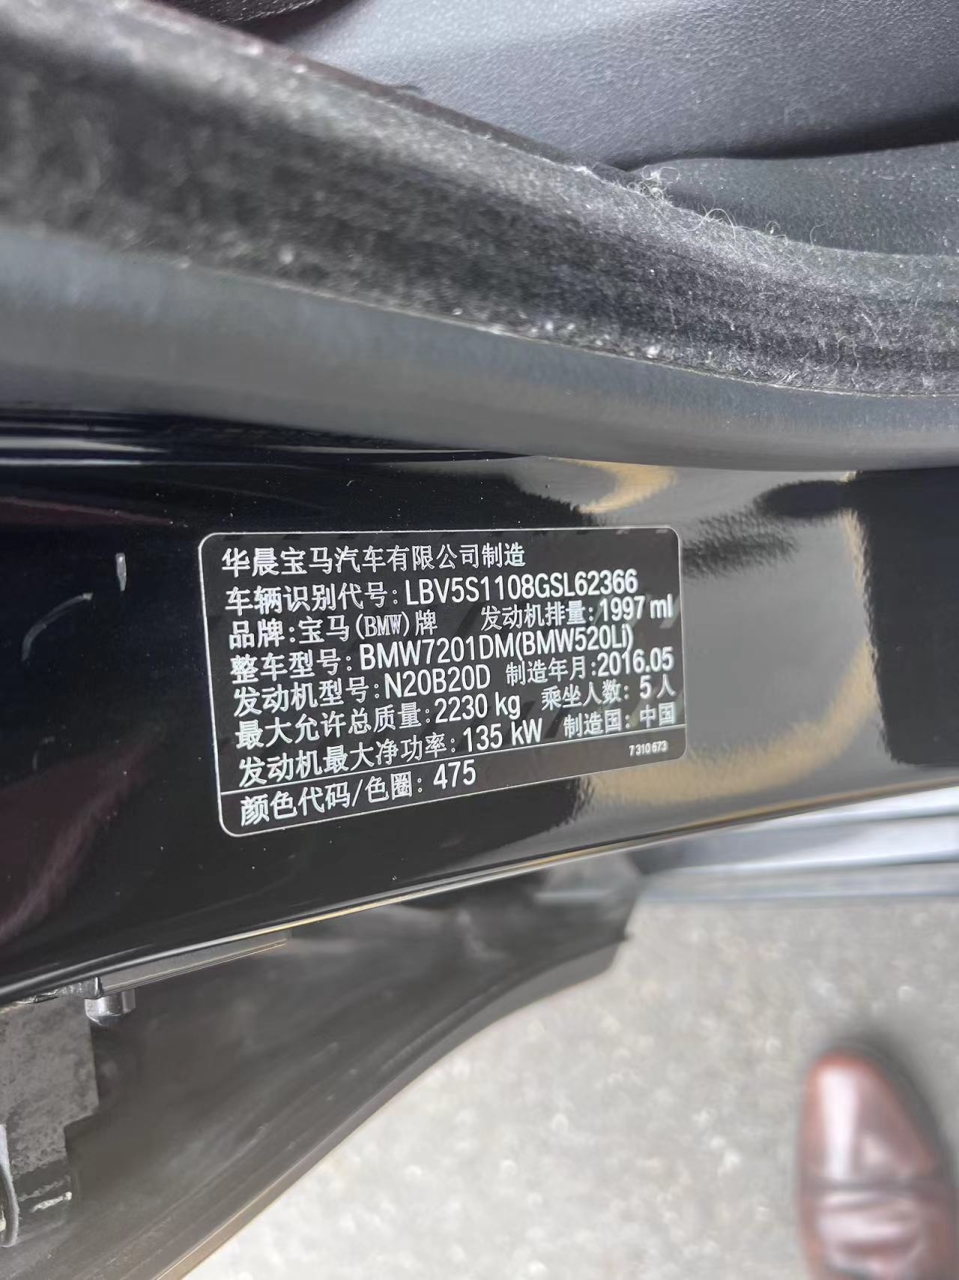 华晨宝马汽车有限公司制造
车辆识别代号: LBV5S1108GSL62366
品牌: 宝马(BMW)牌 发动机排量: 1997 ml
整车型号: BMW7201DM(BMW520Li)
发动机型号: N20B20D 制造年月: 2016.05
最大允许总质量: 2230 kg 乘坐人数: 5 人
发动机最大净功率: 135 kW 制造国: 中国
7 310 673
颜色代码/色圈: 475